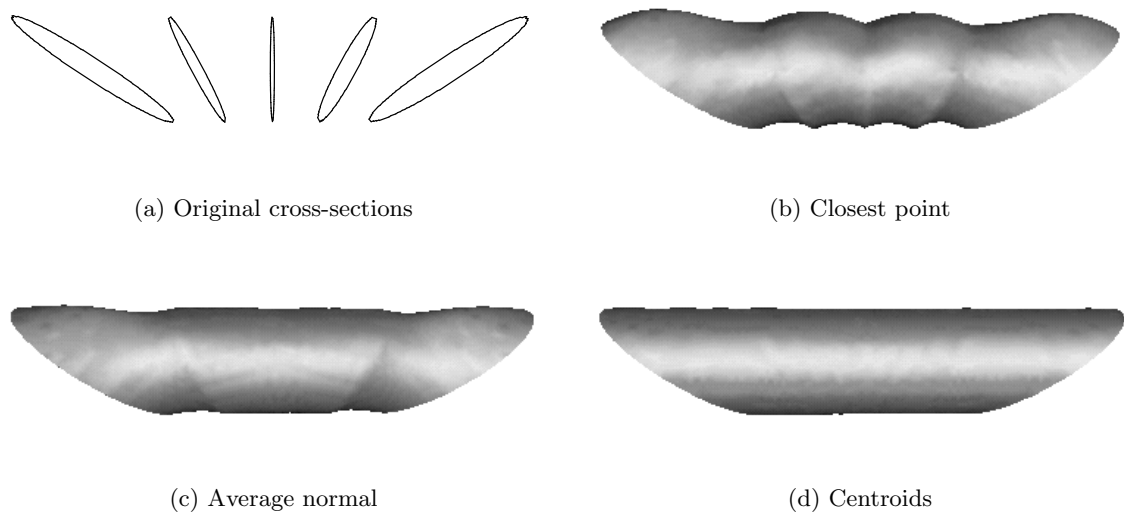 (a) Original cross-sections
(b) Closest point
(c) Average normal
(d) Centroids